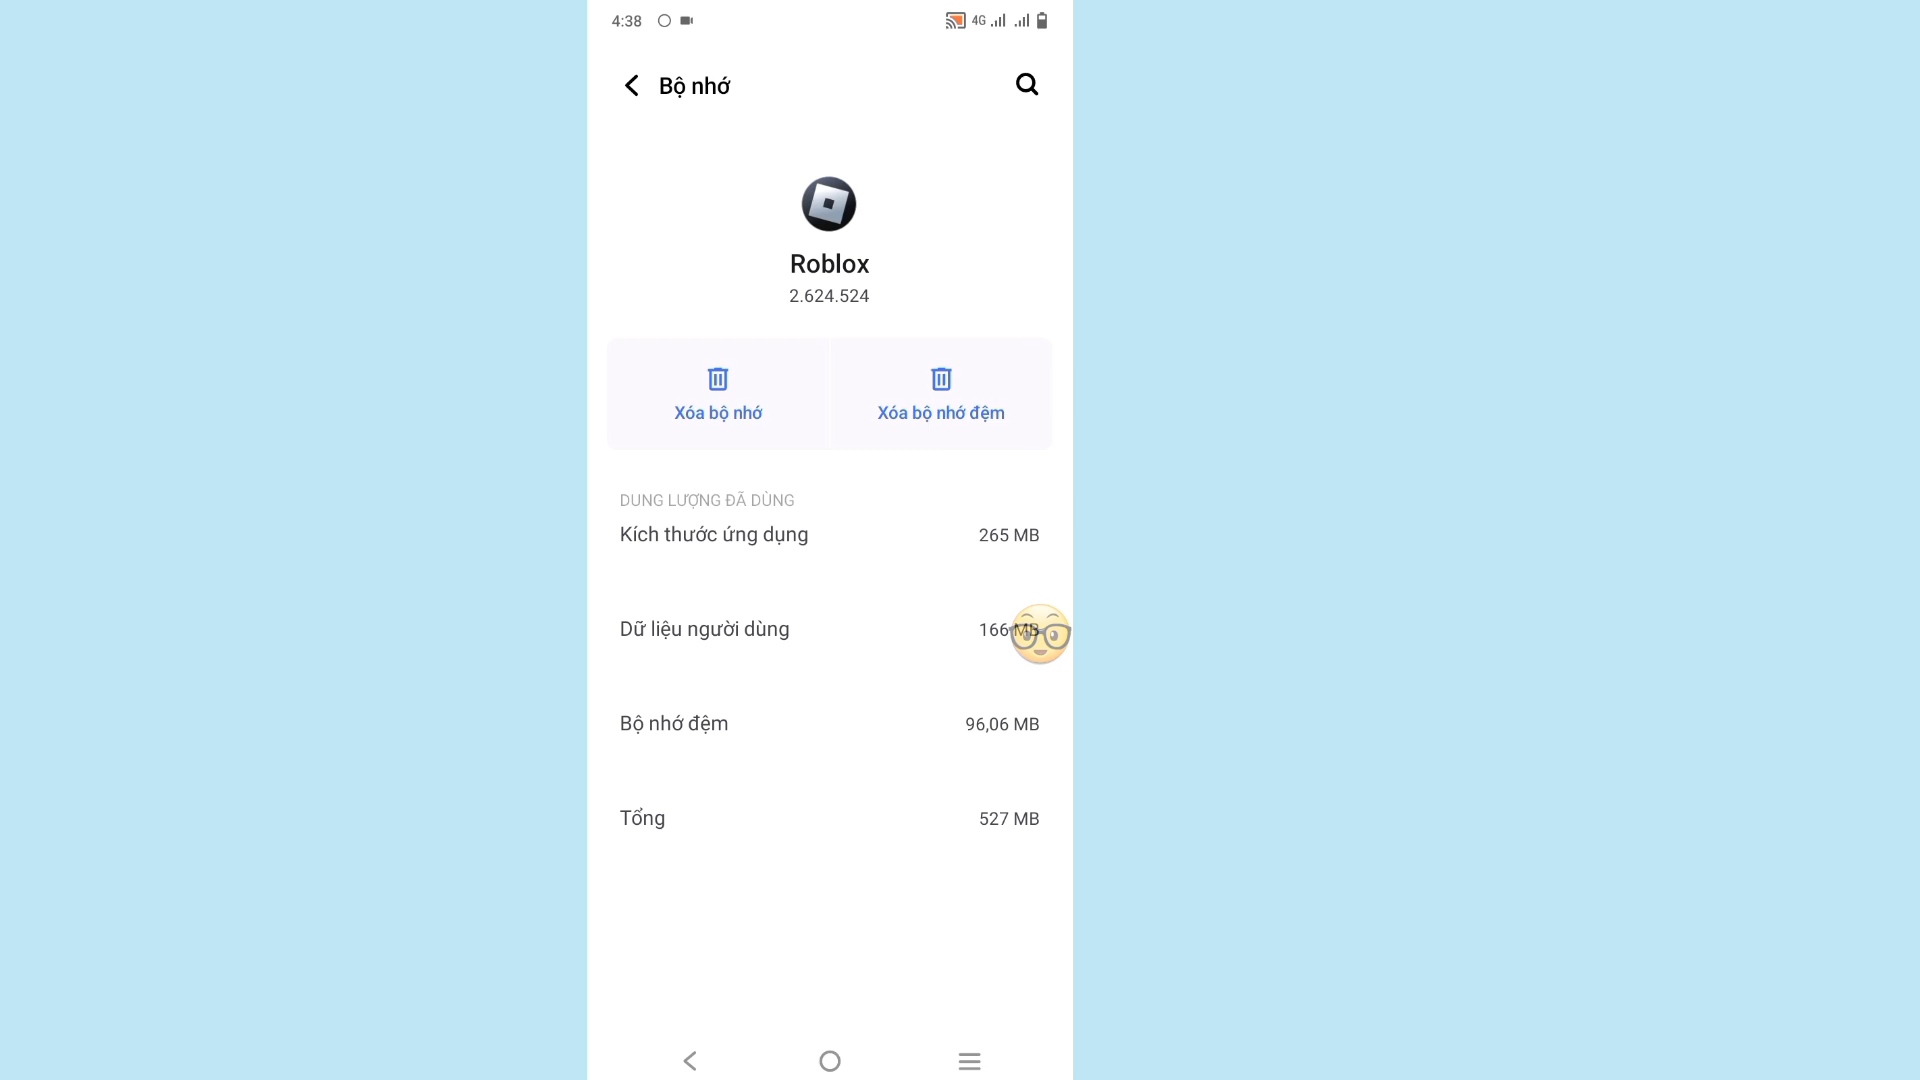 4:38
4G
Bộ nhớ
Roblox
2.624.524
Xóa bộ nhớ
Xóa bộ nhớ đệm
DUNG LƯỢNG ĐÃ DÙNG
Kích thước ứng dụng 265 MB
Dữ liệu người dùng 166 MB
Bộ nhớ đệm 96,06 MB
Tổng 527 MB